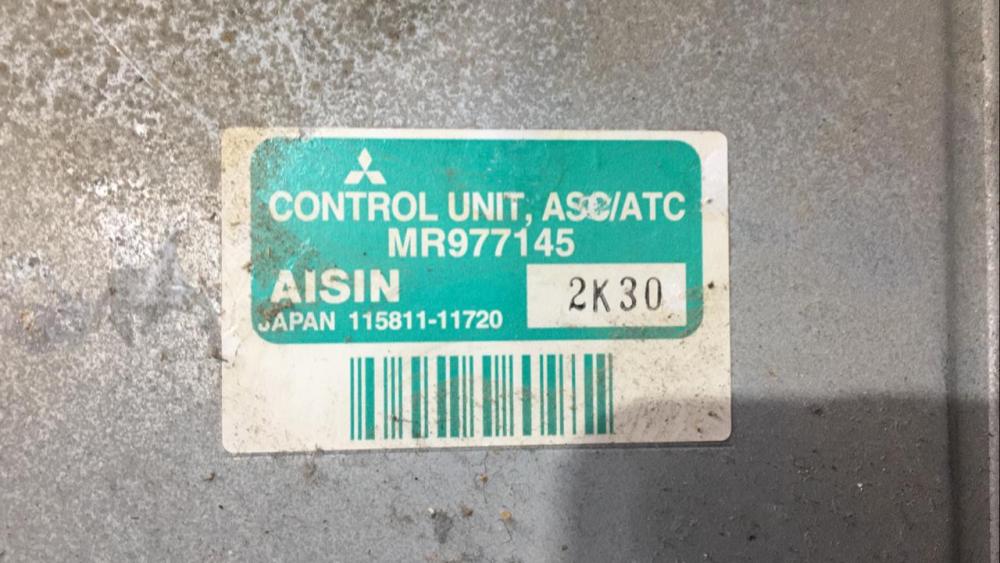 CONTROL UNIT, ASC/ATC
MR977145
AISIN
2K30
JAPAN 115811-11720